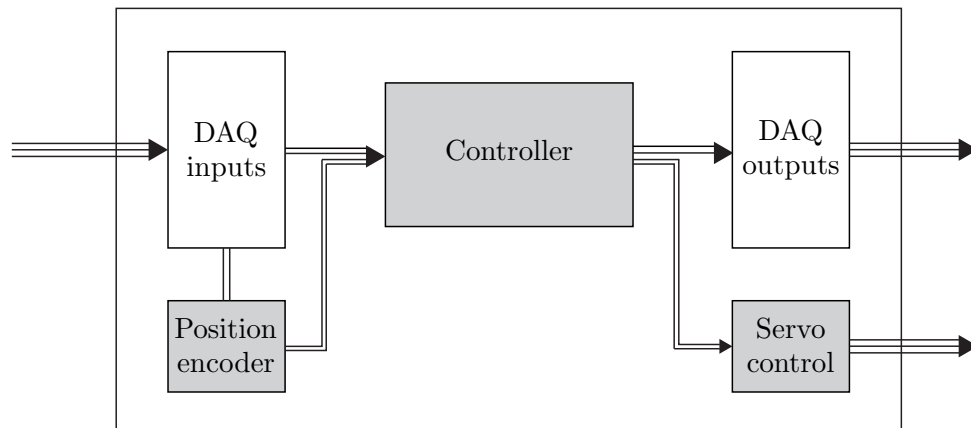 DAQ
inputs
Controller
DAQ
outputs
Position
encoder
Servo
control